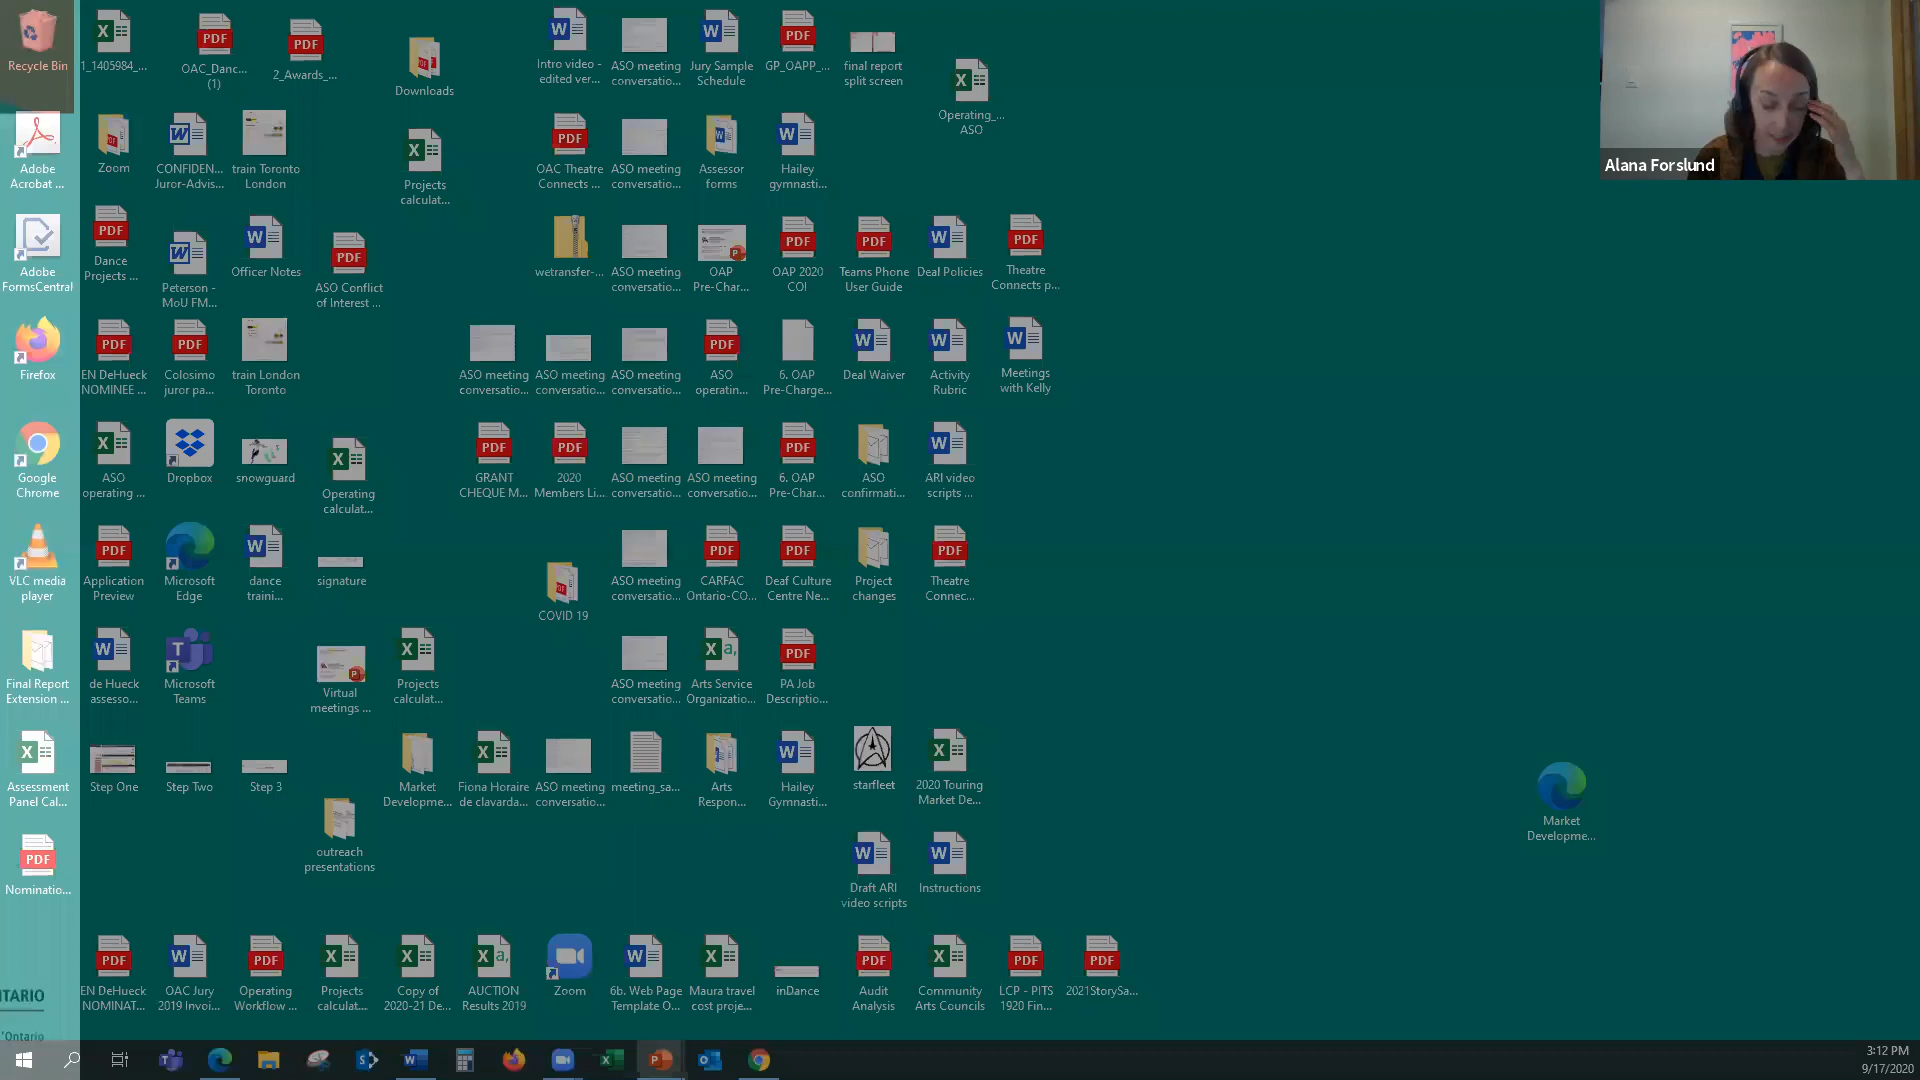 Recycle Bin
1_1405984_...
OAC_Danc...
(1)
2_Awards_...
Downloads
Intro video -
edited ver...
ASO meeting
conversatio...
Jury Sample
Schedule
GP_OAPP_...
final report
split screen
Operating_...
ASO
Alana Forslund
Adobe
Acrobat ...
Zoom
CONFIDEN...
Juror-Advis...
train Toronto
London
Projects
calculat...
OAC Theatre
Connects ...
ASO meeting
conversatio...
Assessor
forms
Hailey
gymnasti...
Adobe
FormsCentral
Dance
Projects ...
Peterson -
MoU FM...
Officer Notes
ASO Conflict
of Interest ...
wetransfer-...
ASO meeting
conversatio...
OAP
Pre-Char...
OAP 2020
COI
Teams Phone
User Guide
Deal Policies
Theatre
Connects p...
Firefox
EN DeHueck
NOMINEE ...
Colosimo
juror pa...
train London
Toronto
ASO meeting
conversatio...
ASO meeting
conversatio...
ASO meeting
conversatio...
ASO
operatin...
6. OAP
Pre-Charge...
Deal Waiver
Activity
Rubric
Meetings
with Kelly
Google
Chrome
ASO
operating ...
Dropbox
snowguard
Operating
calculat...
GRANT
CHEQUE M...
2020
Members Li...
ASO meeting
conversatio...
ASO meeting
conversatio...
6. OAP
Pre-Char...
ASO
confirmati...
ARI video
scripts ...
VLC media
player
Application
Preview
Microsoft
Edge
dance
traini...
signature
COVID 19
ASO meeting
conversatio...
CARFAC
Ontario-CO...
Deaf Culture
Centre Ne...
Project
changes
Theatre
Connec...
Final Report
Extension ...
de Hueck
assesso...
Microsoft
Teams
Virtual
meetings ...
Projects
calculat...
ASO meeting
conversatio...
Arts Service
Organizatio...
PA Job
Descriptio...
Assessment
Panel Cal...
Step One
Step Two
Step 3
Market
Developme...
Fiona Horaire
de clavarda...
ASO meeting
conversatio...
meeting_sa...
Arts
Respon...
Hailey
Gymnasti...
starfleet
2020 Touring
Market De...
Market
Developme...
Nominatio...
outreach
presentations
Draft ARI
video scripts
Instructions
EN DeHueck
NOMINAT...
OAC Jury
2019 Invoi...
Operating
Workflow ...
Projects
calculat...
Copy of
2020-21 De...
AUCTION
Results 2019
Zoom
6b. Web Page
Template O...
Maura travel
cost proje...
inDance
Audit
Analysis
Community
Arts Councils
LCP - PITS
1920 Fin...
2021StorySa...
NTARIO
'Ontario
3:12 PM
9/17/2020